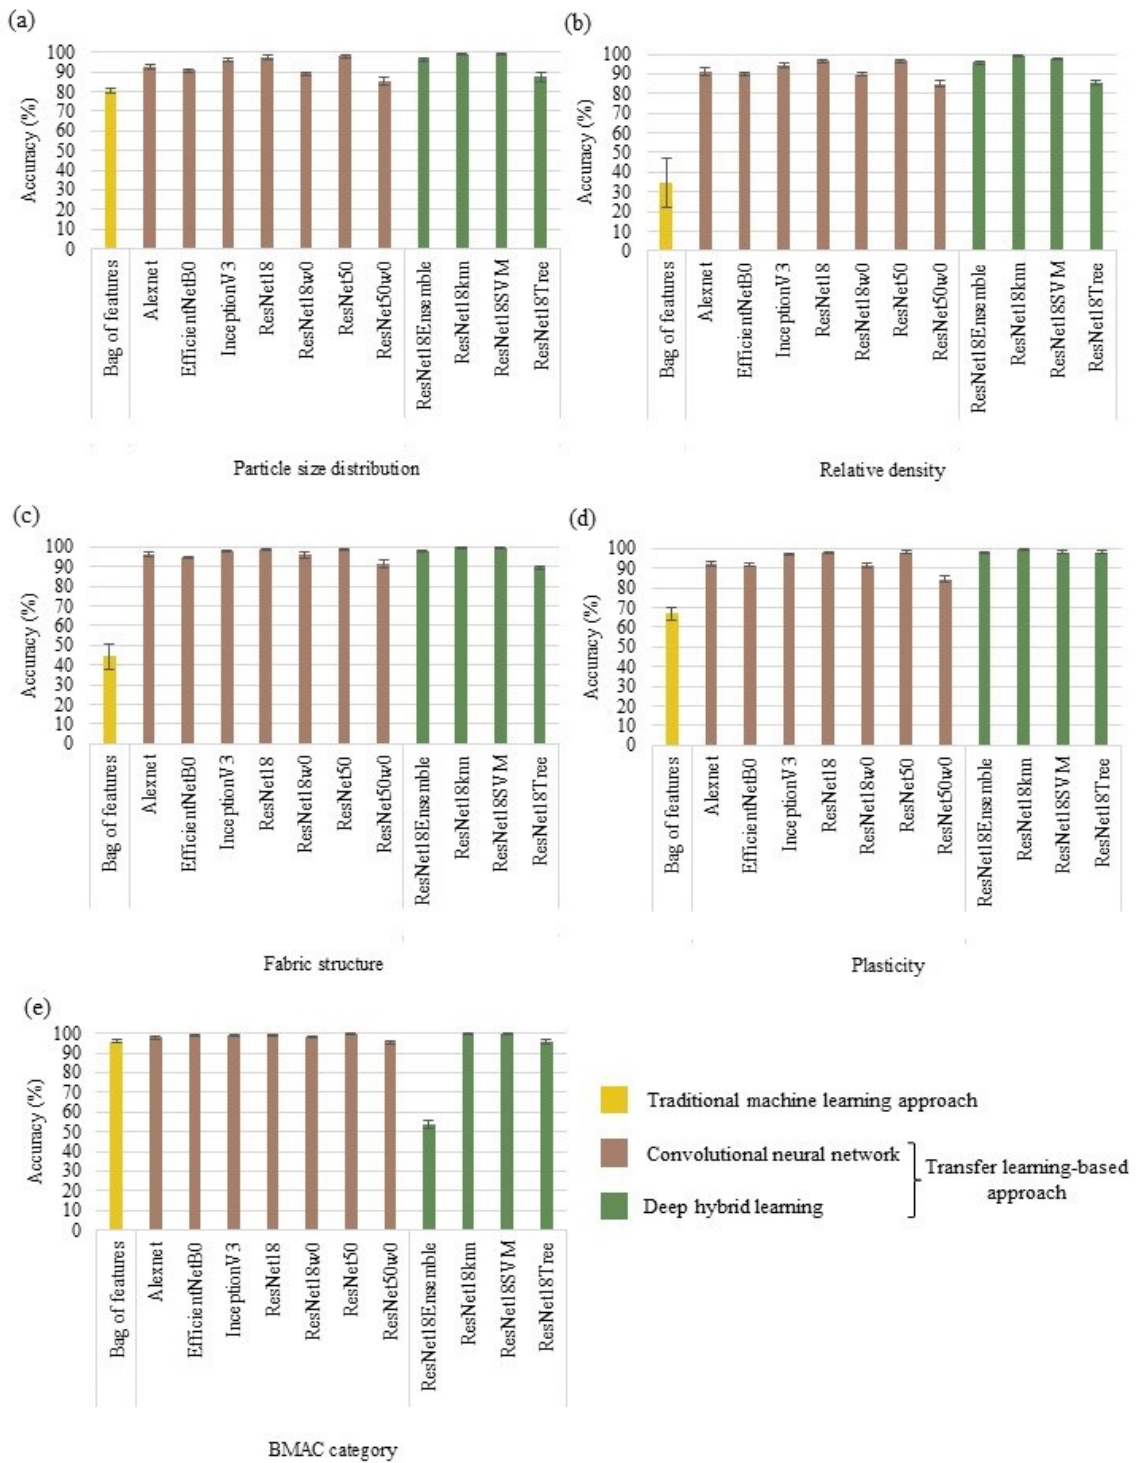 (a)
100
90
80
70
60
50
40
30
20
10
0
Accuracy (%)
Bag of features
Alexnet
EfficientNetB0
InceptionV3
ResNet18
ResNet18w0
ResNet50
ResNet50w0
ResNet18Ensemble
ResNet18knn
ResNet18SVM
ResNet18Tree
Particle size distribution
(b)
100
90
80
70
60
50
40
30
20
10
0
Accuracy (%)
Bag of features
Alexnet
EfficientNetB0
InceptionV3
ResNet18
ResNet18w0
ResNet50
ResNet50w0
ResNet18Ensemble
ResNet18knn
ResNet18SVM
ResNet18Tree
Relative density
(c)
100
90
80
70
60
50
40
30
20
10
0
Accuracy (%)
Bag of features
Alexnet
EfficientNetB0
InceptionV3
ResNet18
ResNet18w0
ResNet50
ResNet50w0
ResNet18Ensemble
ResNet18knn
ResNet18SVM
ResNet18Tree
Fabric structure
(d)
100
90
80
70
60
50
40
30
20
10
0
Accuracy (%)
Bag of features
Alexnet
EfficientNetB0
InceptionV3
ResNet18
ResNet18w0
ResNet50
ResNet50w0
ResNet18Ensemble
ResNet18knn
ResNet18SVM
ResNet18Tree
Plasticity
(e)
100
90
80
70
60
50
40
30
20
10
0
Accuracy (%)
Bag of features
Alexnet
EfficientNetB0
InceptionV3
ResNet18
ResNet18w0
ResNet50
ResNet50w0
ResNet18Ensemble
ResNet18knn
ResNet18SVM
ResNet18Tree
BMAC category
Traditional machine learning approach
Convolutional neural network
Deep hybrid learning
Transfer learning-based
approach